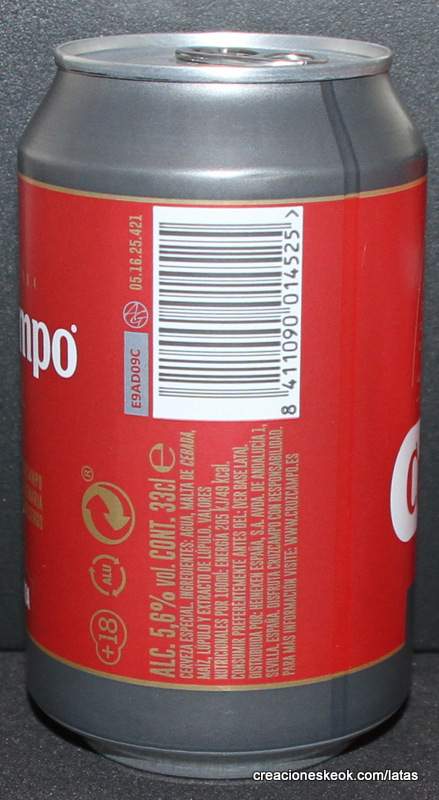 mpo
E9AD09C
05.16.25.421
8 411090 014525 >
+18
ALU
®
ALC. 5,6% vol. CONT. 33cl e
CERVEZA ESPECIAL. INGREDIENTES: AGUA, MALTA DE CEBADA,
MAÍZ, LÚPULO Y EXTRACTO DE LÚPULO. VALORES
NUTRICIONALES POR 100ml: ENERGÍA 205 kJ/49 kcal.
CONSUMIR PREFERENTEMENTE ANTES DEL: (VER BASE LATA).
DISTRIBUIDA POR: HEINEKEN ESPAÑA, S.A. AVDA. DE ANDALUCÍA 1,
SEVILLA, ESPAÑA. DISFRUTA CRUZCAMPO CON RESPONSABILIDAD.
PARA MÁS INFORMACIÓN VISITE: WWW.CRUZCAMPO.ES
creacioneskeok.com/latas